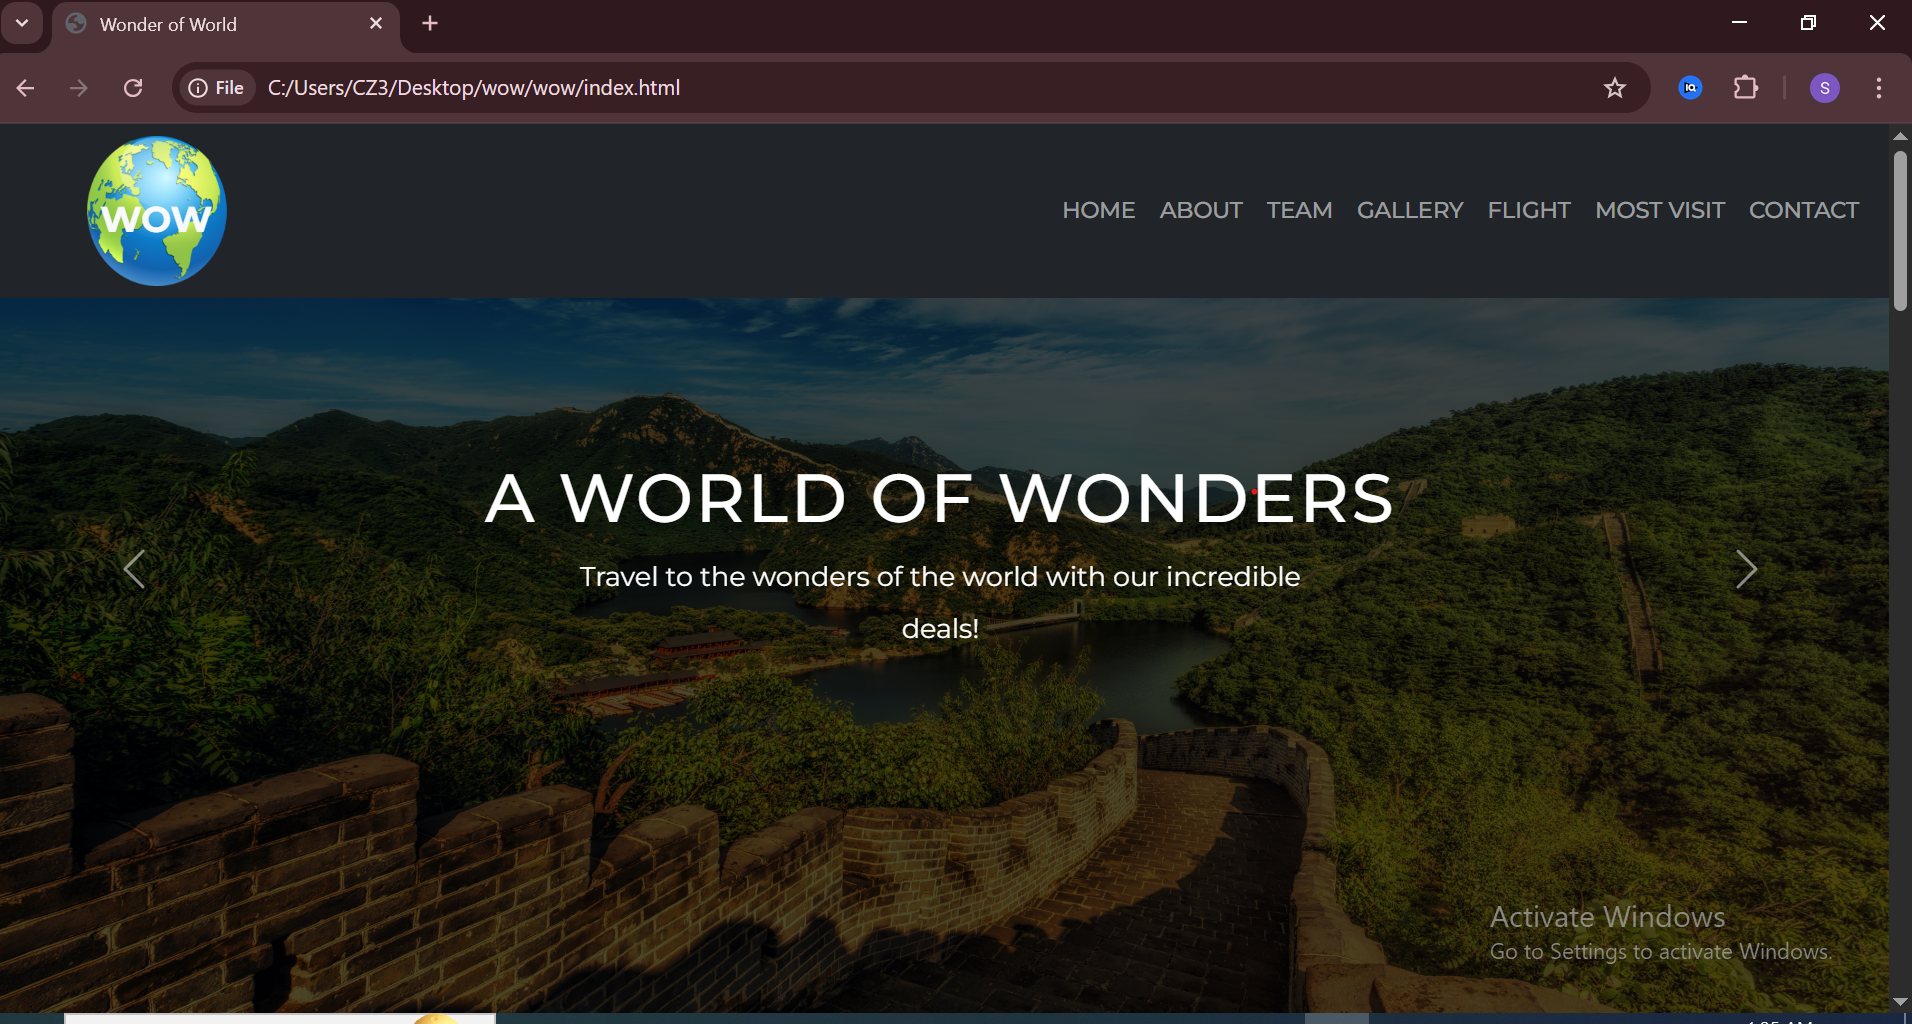 Wonder of World
File
C:/Users/CZ3/Desktop/wow/wow/index.html
S
WOW
HOME ABOUT TEAM GALLERY FLIGHT MOST VISIT CONTACT
A WORLD OF WONDERS
Travel to the wonders of the world with our incredible
deals!
Activate Windows
Go to Settings to activate Windows.